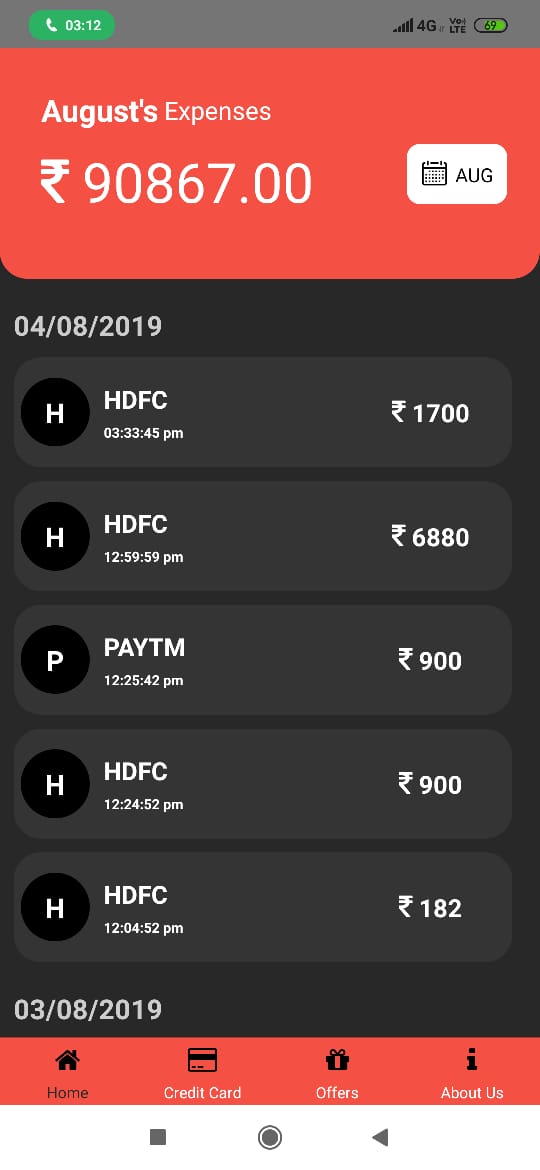 03:12
4G Vo)) LTE 69
August's Expenses
₹ 90867.00
AUG
04/08/2019
H
HDFC
03:33:45 pm
₹ 1700
H
HDFC
12:59:59 pm
₹ 6880
P
PAYTM
12:25:42 pm
₹ 900
H
HDFC
12:24:52 pm
₹ 900
H
HDFC
12:04:52 pm
₹ 182
03/08/2019
Home Credit Card Offers About Us